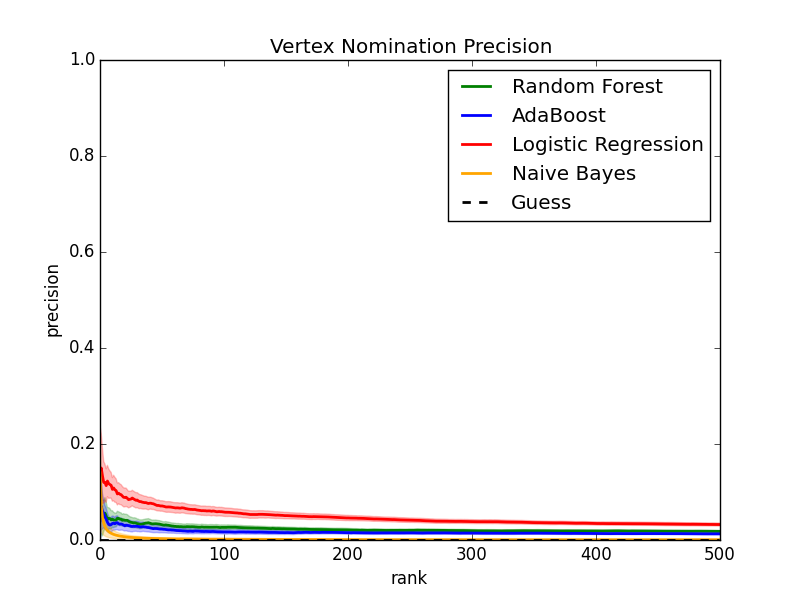 Vertex Nomination Precision
1.0
0.8
0.6
0.4
0.2
0.0
precision
Random Forest
AdaBoost
Logistic Regression
Naive Bayes
Guess
0 100 200 300 400 500
rank